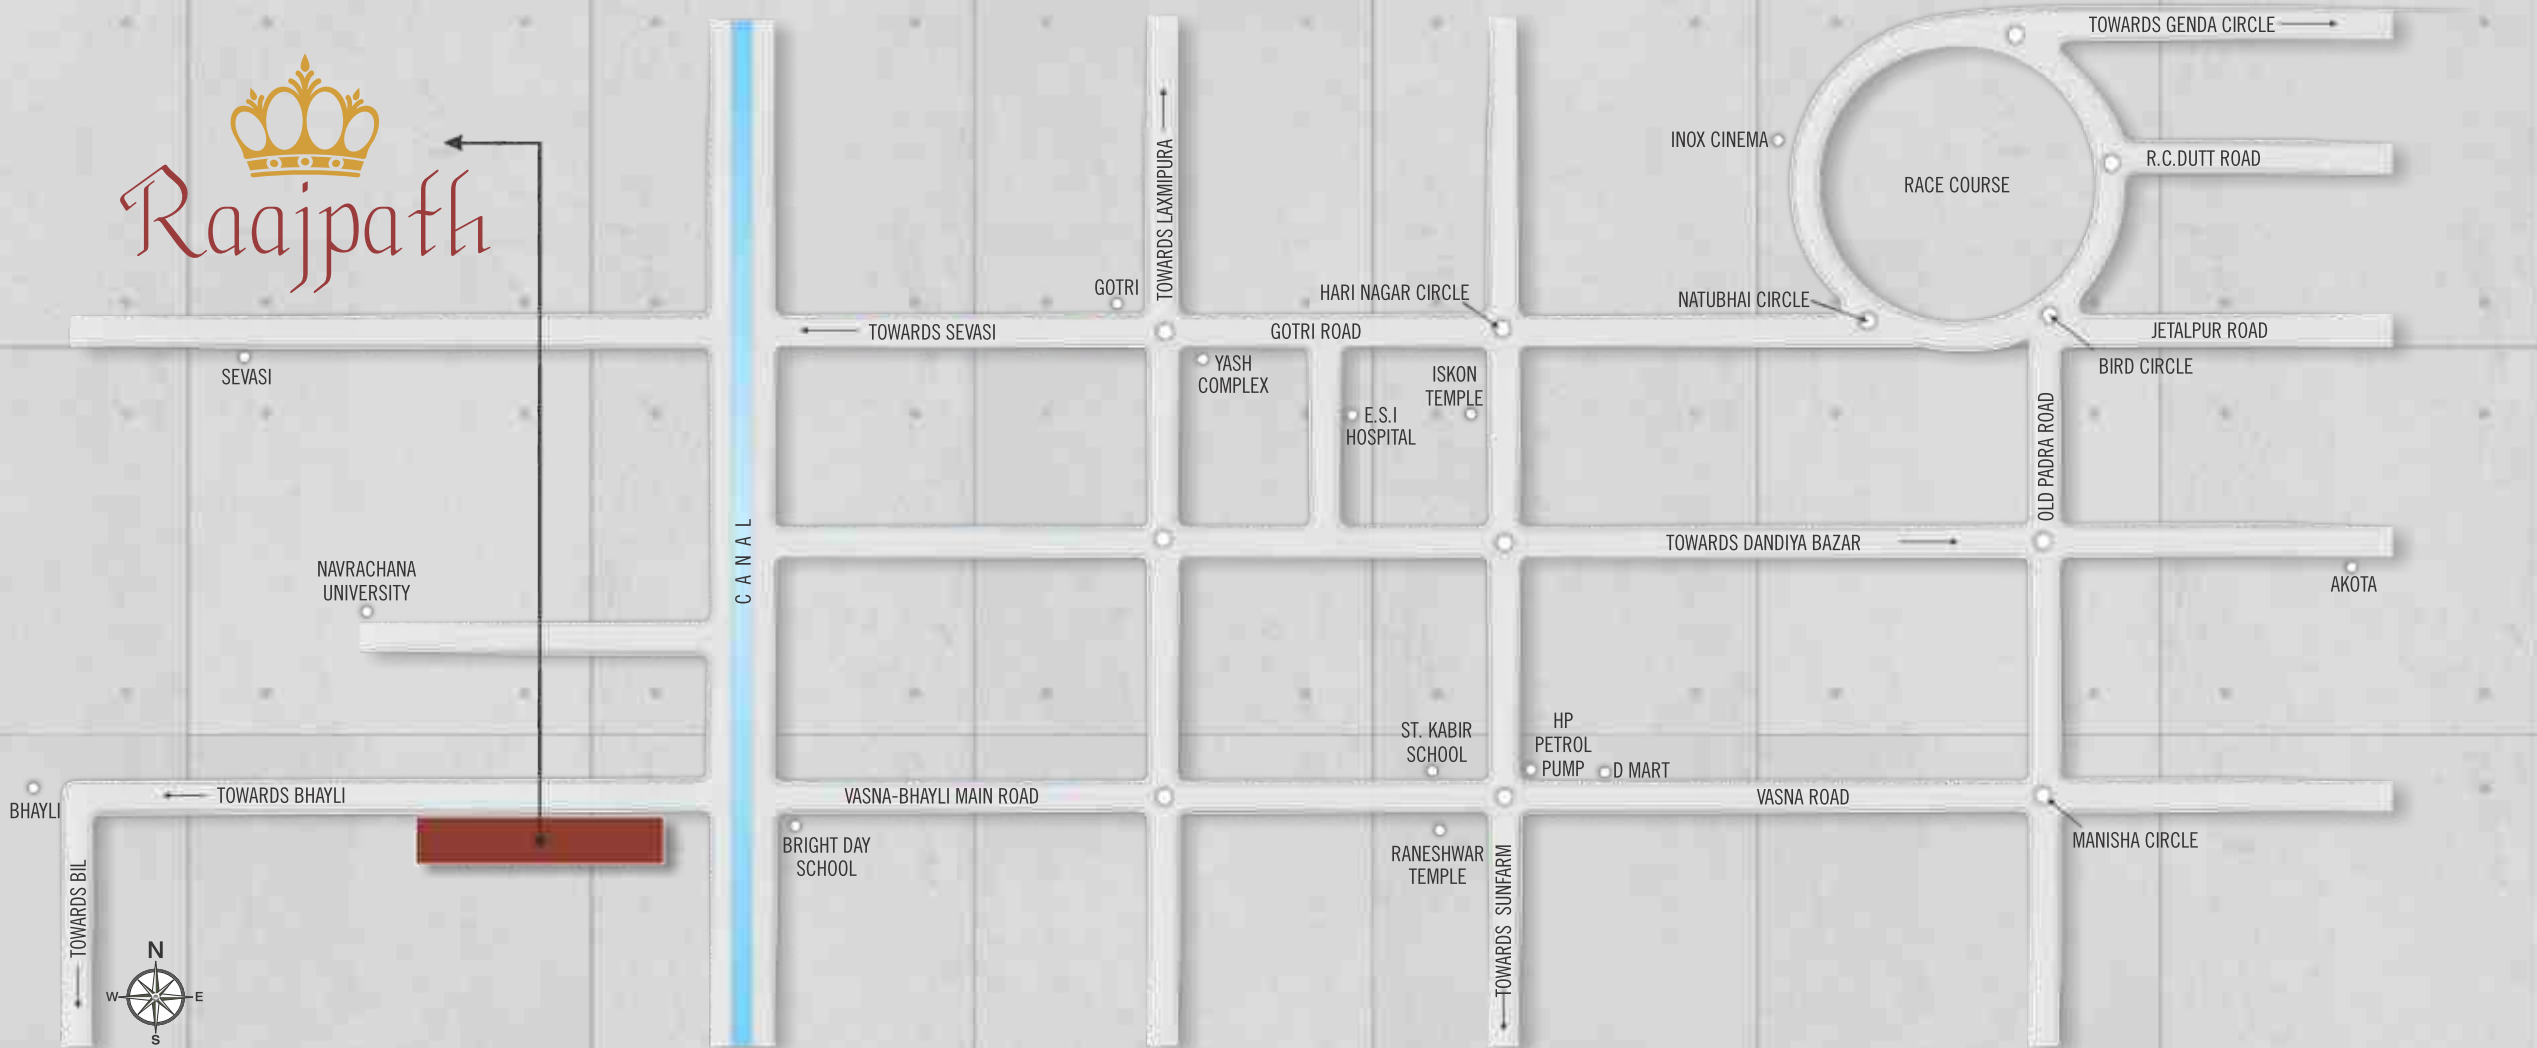 TOWARDS GENDA CIRCLE
INOX CINEMA
R.C.DUTT ROAD
RACE COURSE
Raajpath
TOWARDS LAXMIPURA
GOTRI
HARI NAGAR CIRCLE
NATUBHAI CIRCLE
TOWARDS SEVASI
GOTRI ROAD
JETALPUR ROAD
BIRD CIRCLE
SEVASI
YASH
COMPLEX
ISKON
TEMPLE
E.S.I
HOSPITAL
OLD PADRA ROAD
CANAL
TOWARDS DANDIYA BAZAR
AKOTA
NAVRACHANA
UNIVERSITY
ST. KABIR
SCHOOL
HP
PETROL
PUMP
D MART
BHAYLI
TOWARDS BHAYLI
VASNA-BHAYLI MAIN ROAD
VASNA ROAD
BRIGHT DAY
SCHOOL
RANESHWAR
TEMPLE
MANISHA CIRCLE
TOWARDS SUNFARM
TOWARDS BIL
N
W
E
S